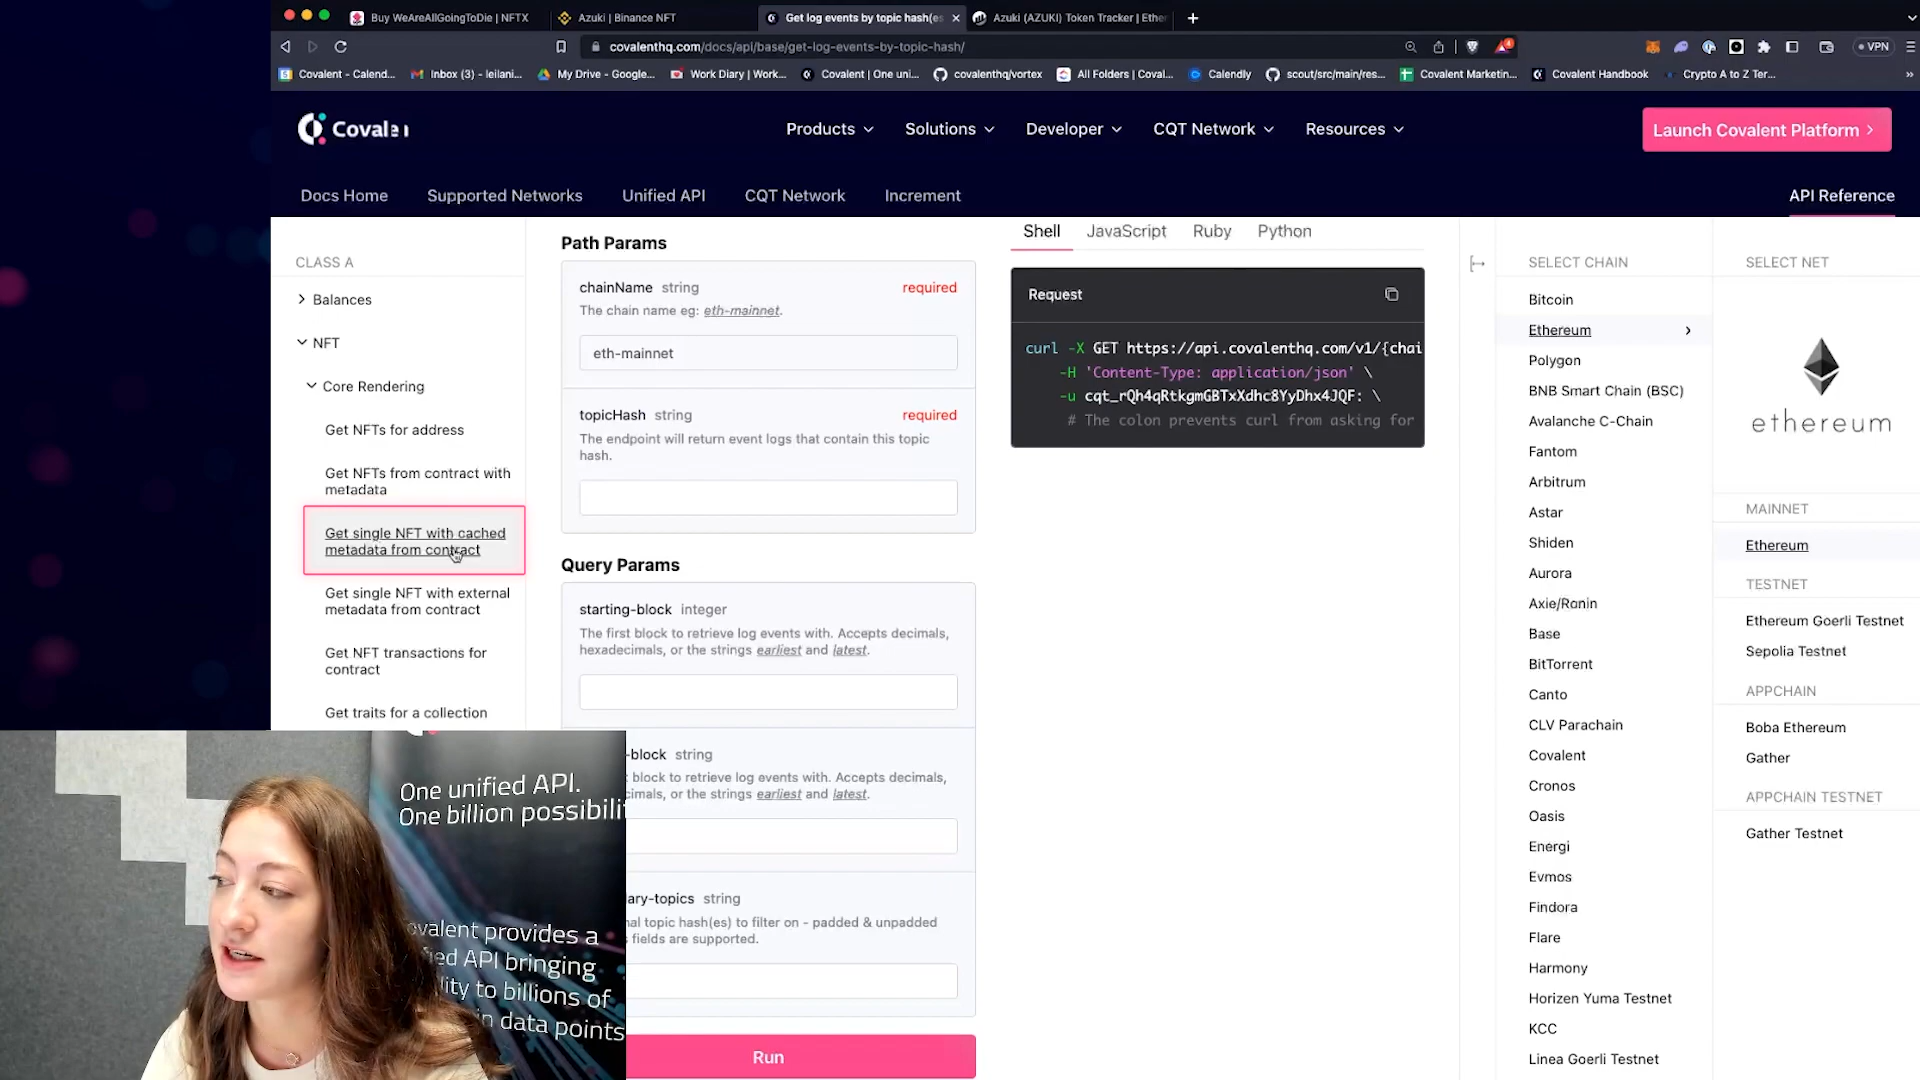 Buy WeAreAllGoingToDie | NFTX
Azuki | Binance NFT
Get log events by topic hash(es
Azuki (AZUKI) Token Tracker | Ethe
covalenthq.com/docs/api/base/get-log-events-by-topic-hash/
VPN
Covalent - Calend...
Inbox (3) - leilani...
My Drive - Google...
Work Diary | Work...
Covalent | One uni...
covalenthq/vortex
All Folders | Coval...
Calendly
scout/src/main/res...
Covalent Marketin...
Covalent Handbook
Crypto A to Z Ter...
Products
Solutions
Developer
CQT Network
Resources
Launch Covalent Platform
Docs Home
Supported Networks
Unified API
CQT Network
Increment
API Reference
CLASS A
Balances
NFT
Core Rendering
Get NFTs for address
Get NFTs from contract with
metadata
Get single NFT with cached
metadata from contract
Get single NFT with external
metadata from contract
Get NFT transactions for
contract
Get traits for a collection
Path Params
chainName string required
The chain name eg: eth-mainnet.
eth-mainnet
topicHash string required
The endpoint will return event logs that contain this topic
hash.
Query Params
starting-block integer
The first block to retrieve log events with. Accepts decimals,
hexadecimals, or the strings earliest and latest.
-block string
block to retrieve log events with. Accepts decimals,
imals, or the strings earliest and latest.
lary-topics string
nal topic hash(es) to filter on - padded & unpadded
fields are supported.
Run
Shell
JavaScript
Ruby
Python
Request
curl -X GET https://api.covalenthq.com/v1/{chai
-H 'Content-Type: application/json' \
-u cqt_rQh4qRtkgmGBTxXdhc8YyDhx4JQF: \
# The colon prevents curl from asking for
SELECT CHAIN
Bitcoin
Ethereum
Polygon
BNB Smart Chain (BSC)
Avalanche C-Chain
Fantom
Arbitrum
Astar
Shiden
Aurora
Axie/Ronin
Base
BitTorrent
Canto
CLV Parachain
Covalent
Cronos
Oasis
Energi
Evmos
Findora
Flare
Harmony
Horizen Yuma Testnet
KCC
Linea Goerli Testnet
SELECT NET
ethereum
MAINNET
Ethereum
TESTNET
Ethereum Goerli Testnet
Sepolia Testnet
APPCHAIN
Boba Ethereum
Gather
APPCHAIN TESTNET
Gather Testnet
One unified API.
One billion possibilit
ovalent provides a
fied API bringing
ility to billions of
in data points